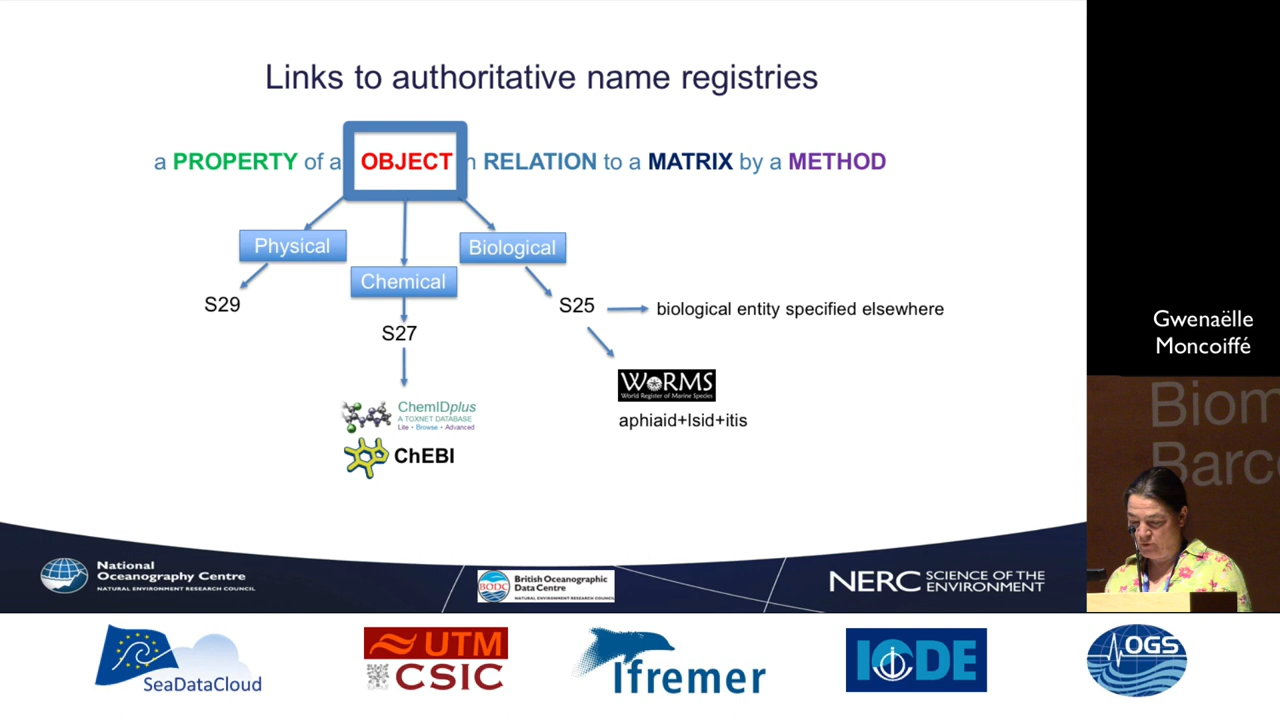 Links to authoritative name registries
a PROPERTY of a OBJECT n RELATION to a MATRIX by a METHOD
Physical
Biological
Chemical
S29
S25
biological entity specified elsewhere
S27
WoRMS
World Register of Marine Species
aphiaid+lsid+itis
ChemIDplus
A TOXNET DATABASE
Lite • Browse • Advanced
ChEBI
Gwenaëlle
Moncoiffé
Biom
Barce
National
Oceanography Centre
NATURAL ENVIRONMENT RESEARCH COUNCIL
BODC
British Oceanographic
Data Centre
NATURAL ENVIRONMENT RESEARCH COUNCIL
NERC SCIENCE OF THE
ENVIRONMENT
SeaDataCloud
UTM
CSIC
Ifremer
IODE
OGS